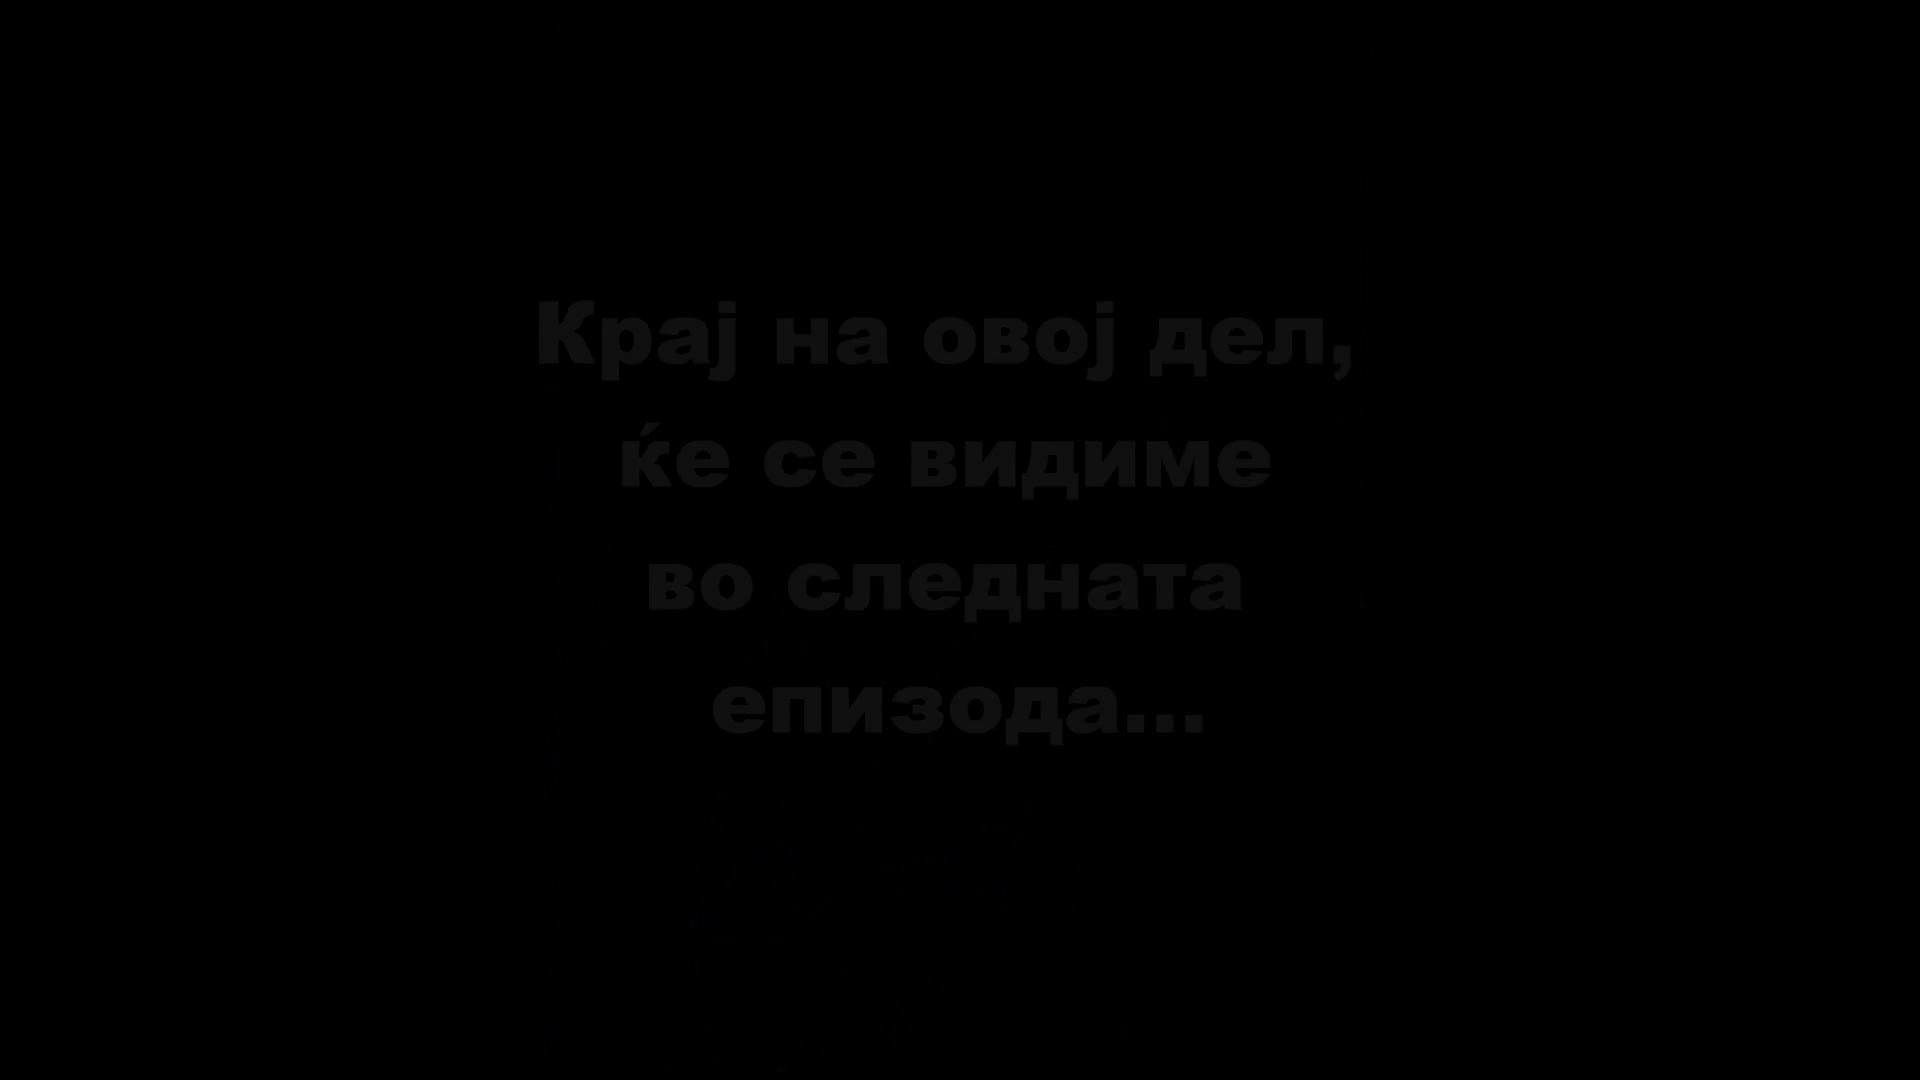 Крај на овој дел,
ќе се видиме
во следната
епизода...